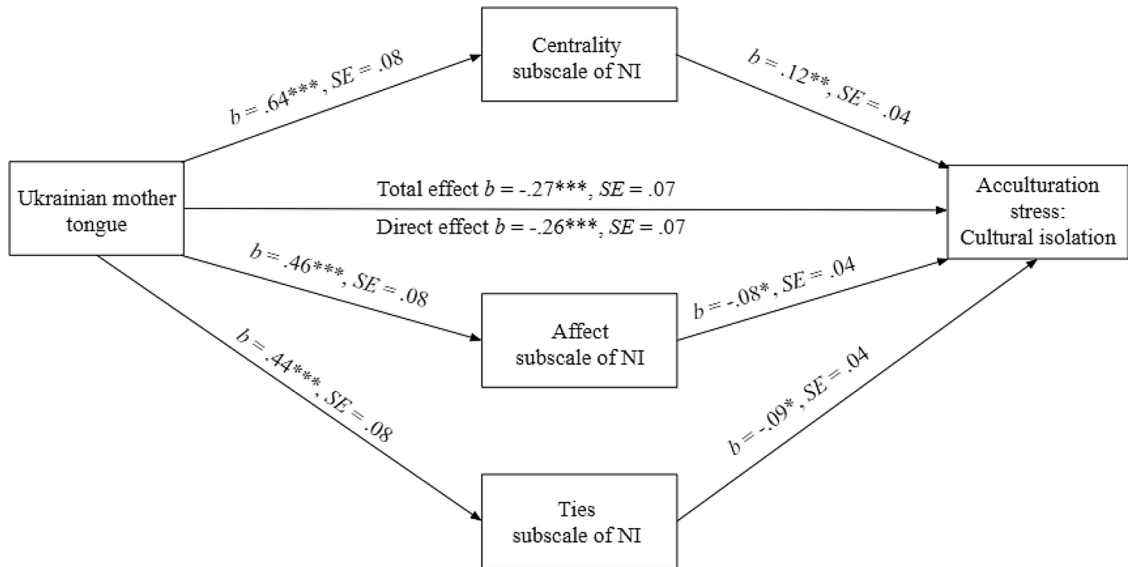 Centrality
subscale of NI
b = .64***, SE = .08
b = .12**, SE = .04
Ukrainian mother
tongue
Total effect b = -.27***, SE = .07
Direct effect b = -.26***, SE = .07
Acculturation
stress:
Cultural isolation
b = .46***, SE = .08
b = -.08*, SE = .04
Affect
subscale of NI
b = .44***, SE = .08
b = -.09*, SE = .04
Ties
subscale of NI